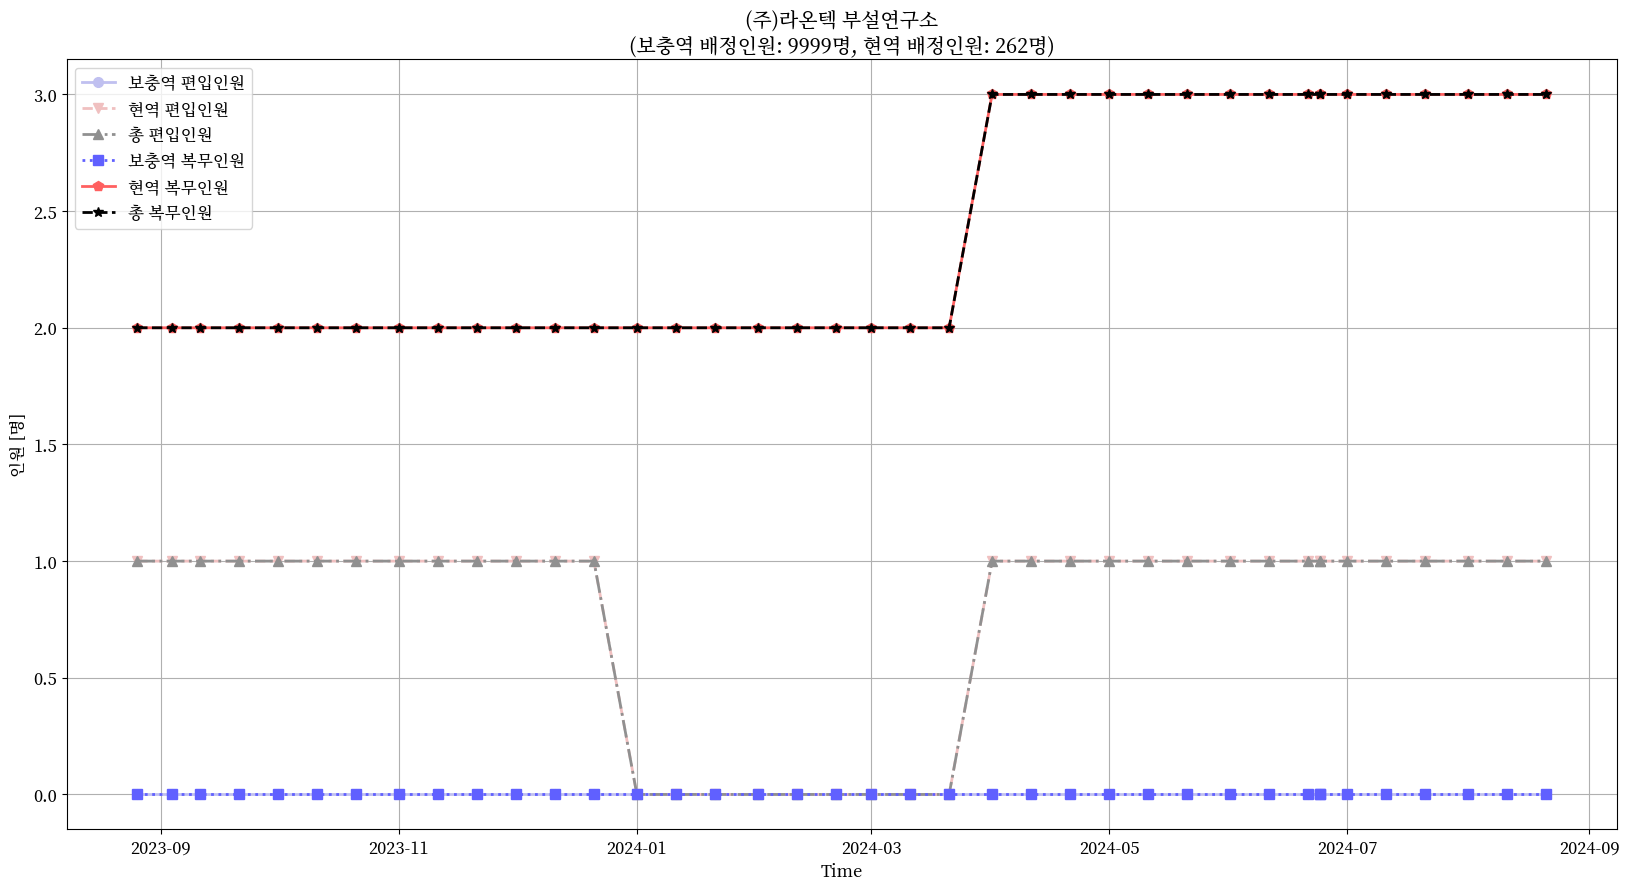 (주)라온텍 부설연구소
(보충역 배정인원: 9999명, 현역 배정인원: 262명)
보충역 편입인원
현역 편입인원
총 편입인원
보충역 복무인원
현역 복무인원
총 복무인원
3.0
2.5
2.0
1.5
1.0
0.5
0.0
인원 [명]
2023-09
2023-11
2024-01
2024-03
2024-05
2024-07
2024-09
Time